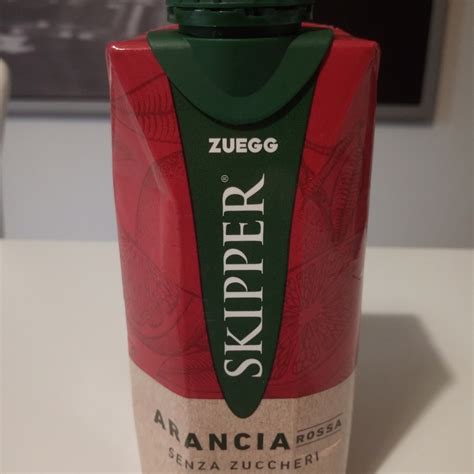 ZUEGG
SKIPPER®
ARANCIA ROSSA
SENZA ZUCCHERI